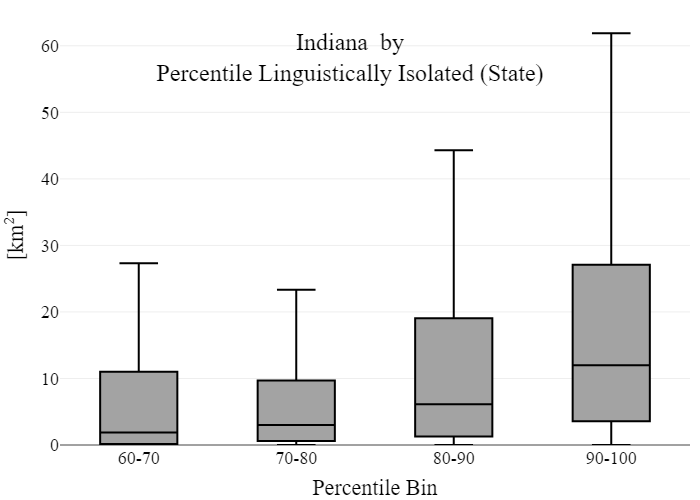 Indiana by
Percentile Linguistically Isolated (State)
60
50
40
30
20
10
0
[km²]
60-70 70-80 80-90 90-100
Percentile Bin